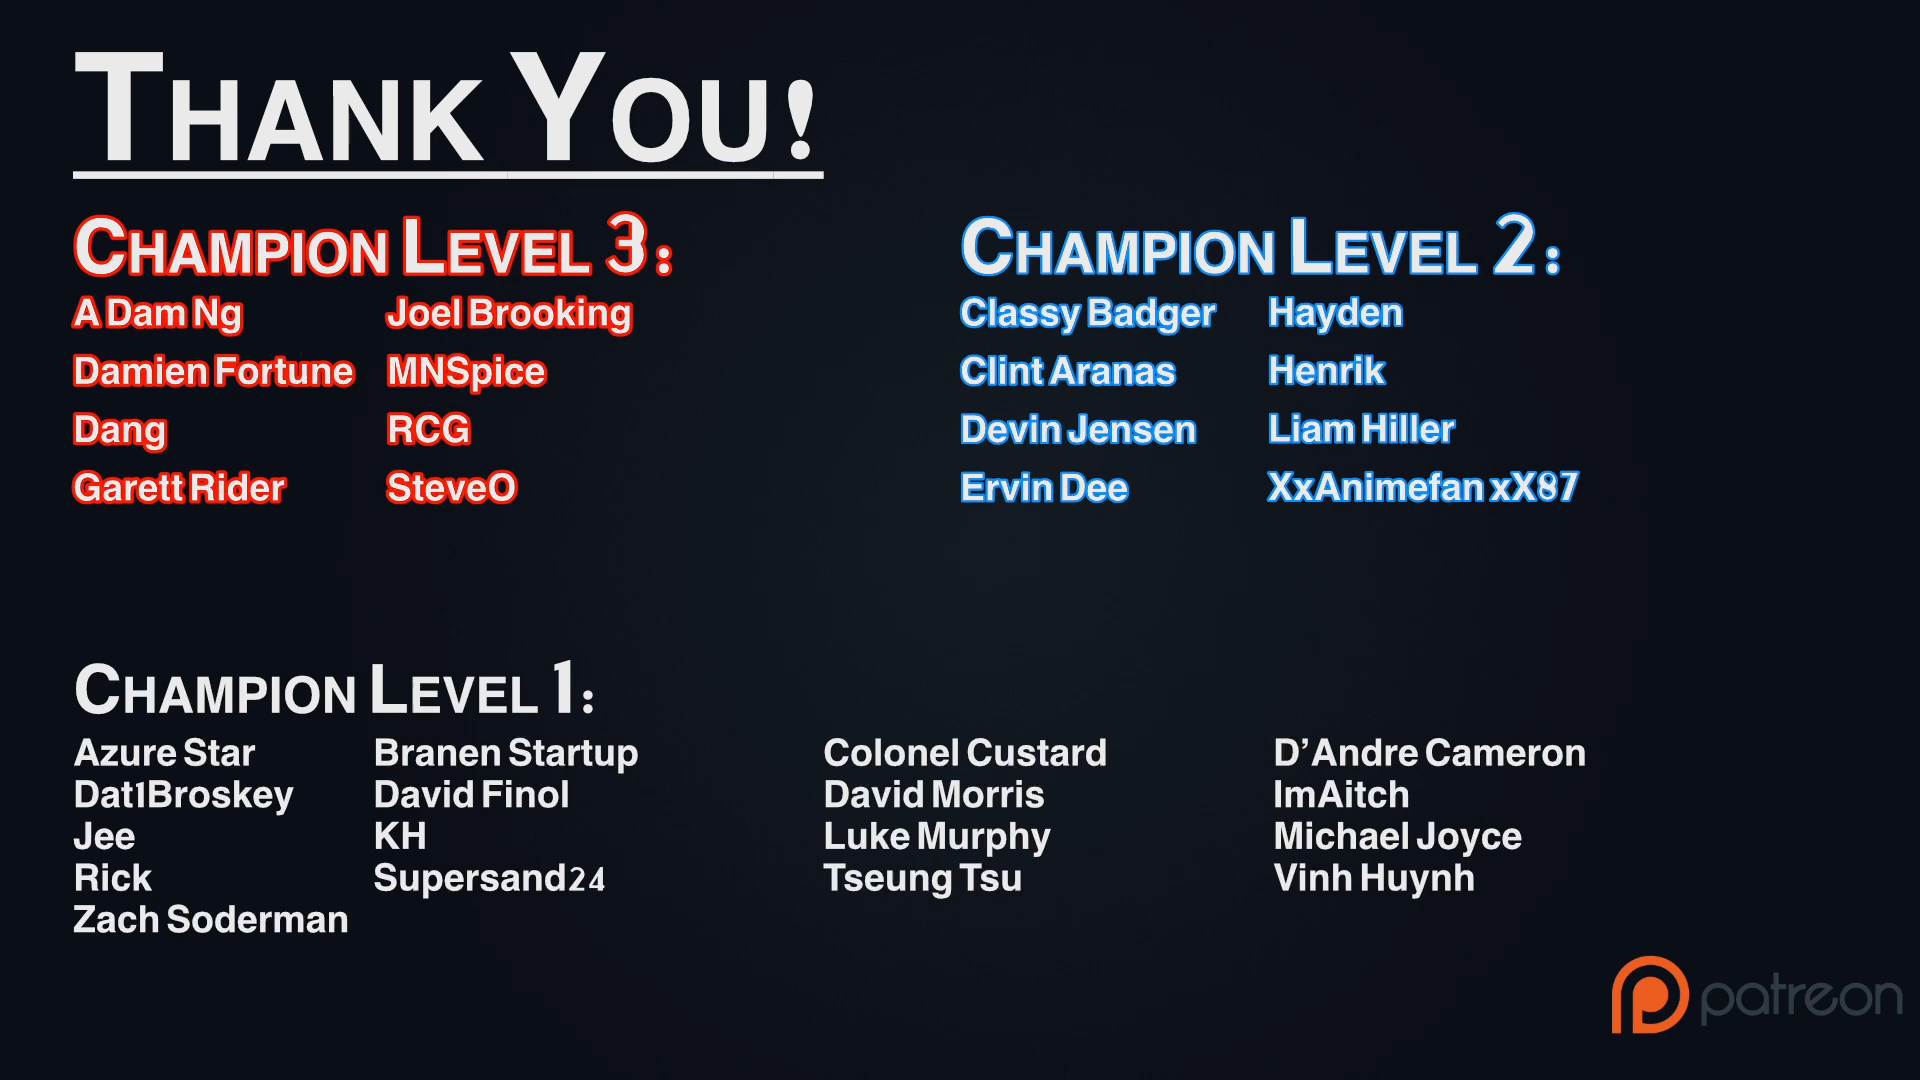 Thank You!
Champion Level 3:
A Dam Ng
Joel Brooking
Damien Fortune
MNSpice
Dang
RCG
Garett Rider
SteveO
Champion Level 2:
Classy Badger
Hayden
Clint Aranas
Henrik
Devin Jensen
Liam Hiller
Ervin Dee
XxAnimefan xX87
Champion Level 1:
Azure Star
Branen Startup
Colonel Custard
D’Andre Cameron
Dat1Broskey
David Finol
David Morris
ImAitch
Jee
KH
Luke Murphy
Michael Joyce
Rick
Supersand24
Tseung Tsu
Vinh Huynh
Zach Soderman
patreon